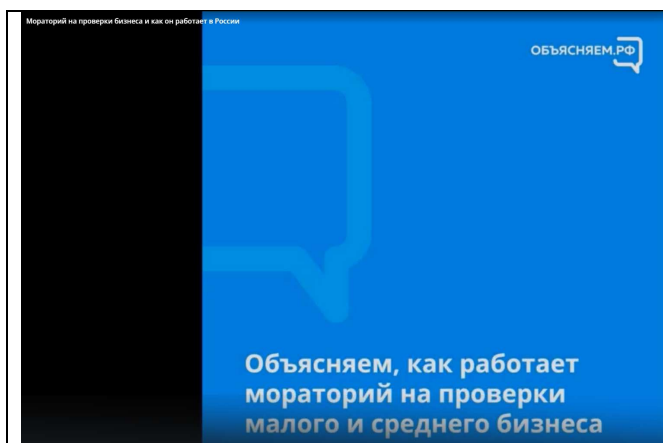 Мораторий на проверки бизнеса и как он работает в России
ОБЪЯСНЯЕМ.РФ
Объясняем, как работает
мораторий на проверки
малого и среднего бизнеса